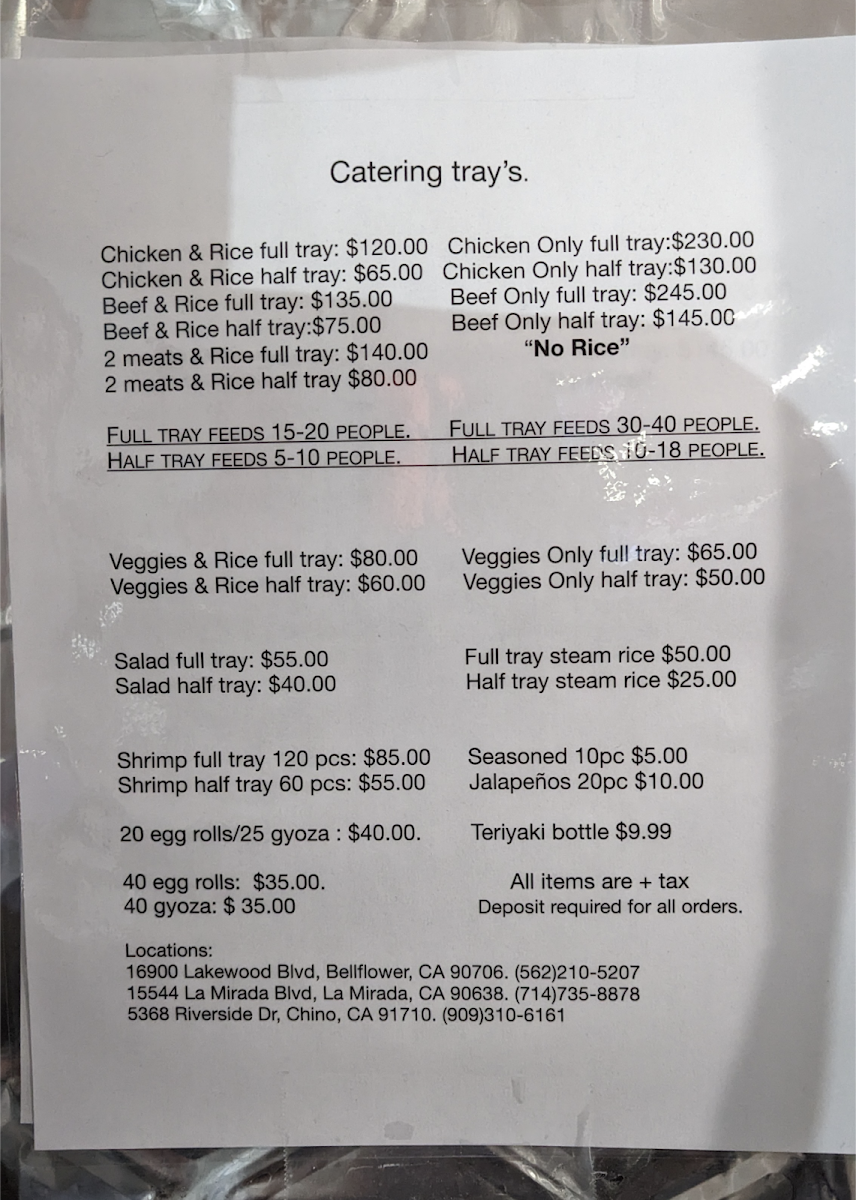 Catering tray's.
Chicken & Rice full tray: $120.00
Chicken & Rice half tray: $65.00
Beef & Rice full tray: $135.00
Beef & Rice half tray:$75.00
2 meats & Rice full tray: $140.00
2 meats & Rice half tray $80.00
Chicken Only full tray:$230.00
Chicken Only half tray:$130.00
Beef Only full tray: $245.00
Beef Only half tray: $145.00
“No Rice”
FULL TRAY FEEDS 15-20 PEOPLE.
HALF TRAY FEEDS 5-10 PEOPLE.
FULL TRAY FEEDS 30-40 PEOPLE.
HALF TRAY FEEDS 10-18 PEOPLE.
Veggies & Rice full tray: $80.00
Veggies & Rice half tray: $60.00
Veggies Only full tray: $65.00
Veggies Only half tray: $50.00
Salad full tray: $55.00
Salad half tray: $40.00
Full tray steam rice $50.00
Half tray steam rice $25.00
Shrimp full tray 120 pcs: $85.00
Shrimp half tray 60 pcs: $55.00
Seasoned 10pc $5.00
Jalapeños 20pc $10.00
20 egg rolls/25 gyoza : $40.00.
Teriyaki bottle $9.99
40 egg rolls: $35.00.
40 gyoza: $ 35.00
All items are + tax
Deposit required for all orders.
Locations:
16900 Lakewood Blvd, Bellflower, CA 90706. (562)210-5207
15544 La Mirada Blvd, La Mirada, CA 90638. (714)735-8878
5368 Riverside Dr, Chino, CA 91710. (909)310-6161